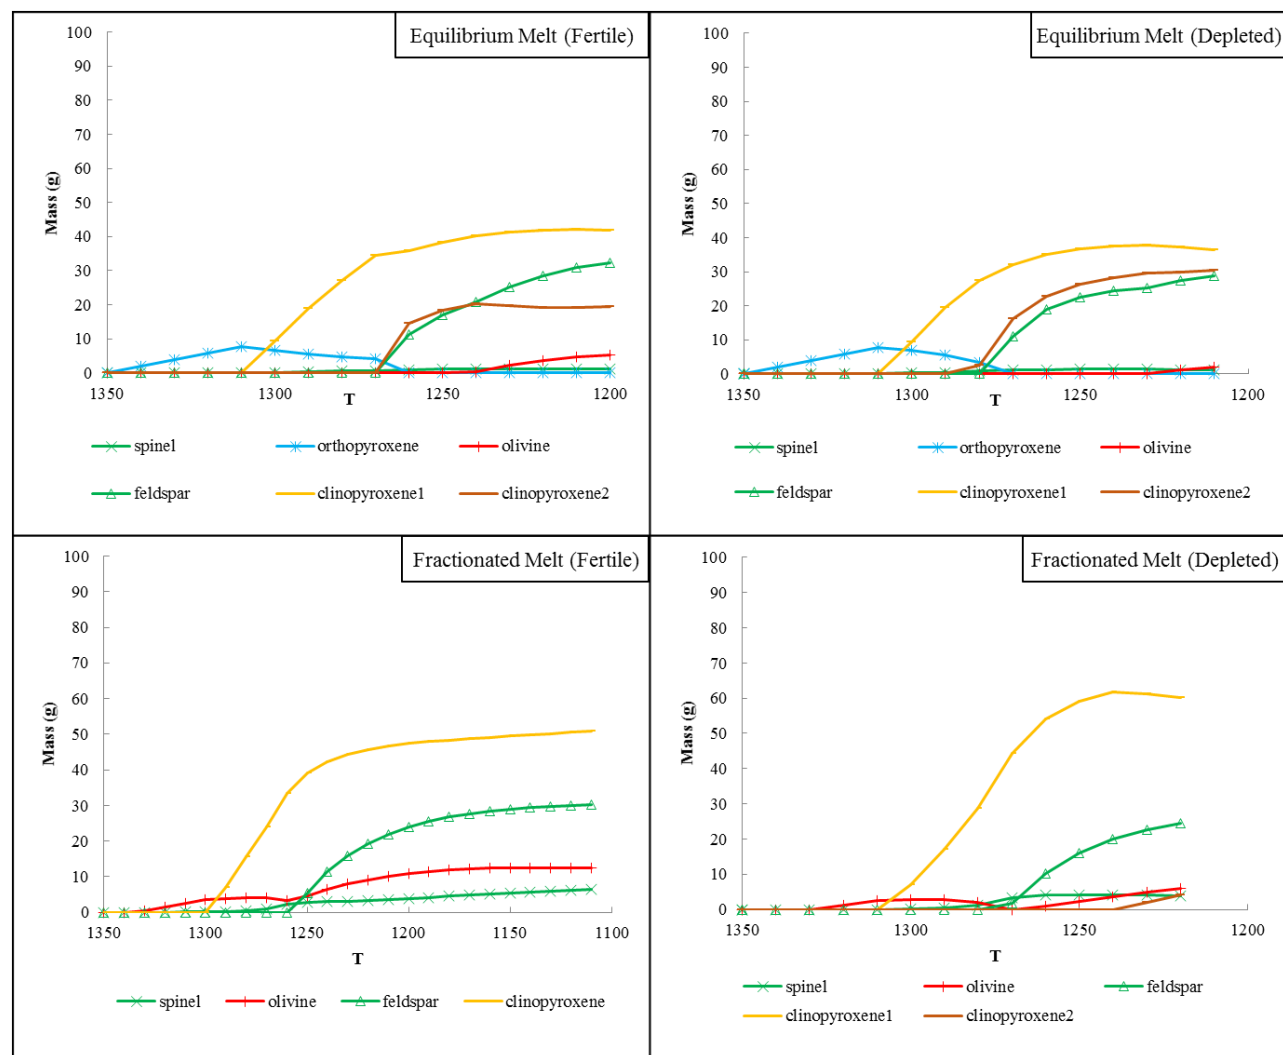 Equilibrium Melt (Fertile)
100
90
80
70
60
50
40
30
20
10
0
Mass (g)
1350
1300
1250
1200
T
spinel
orthopyroxene
olivine
feldspar
clinopyroxene1
clinopyroxene2
Equilibrium Melt (Depleted)
100
90
80
70
60
50
40
30
20
10
0
Mass (g)
1350
1300
1250
1200
T
spinel
orthopyroxene
olivine
feldspar
clinopyroxene1
clinopyroxene2
Fractionated Melt (Fertile)
100
90
80
70
60
50
40
30
20
10
0
Mass (g)
1350
1300
1250
1200
1150
1100
T
spinel
olivine
feldspar
clinopyroxene
Fractionated Melt (Depleted)
100
90
80
70
60
50
40
30
20
10
0
Mass (g)
1350
1300
1250
1200
T
spinel
olivine
feldspar
clinopyroxene1
clinopyroxene2